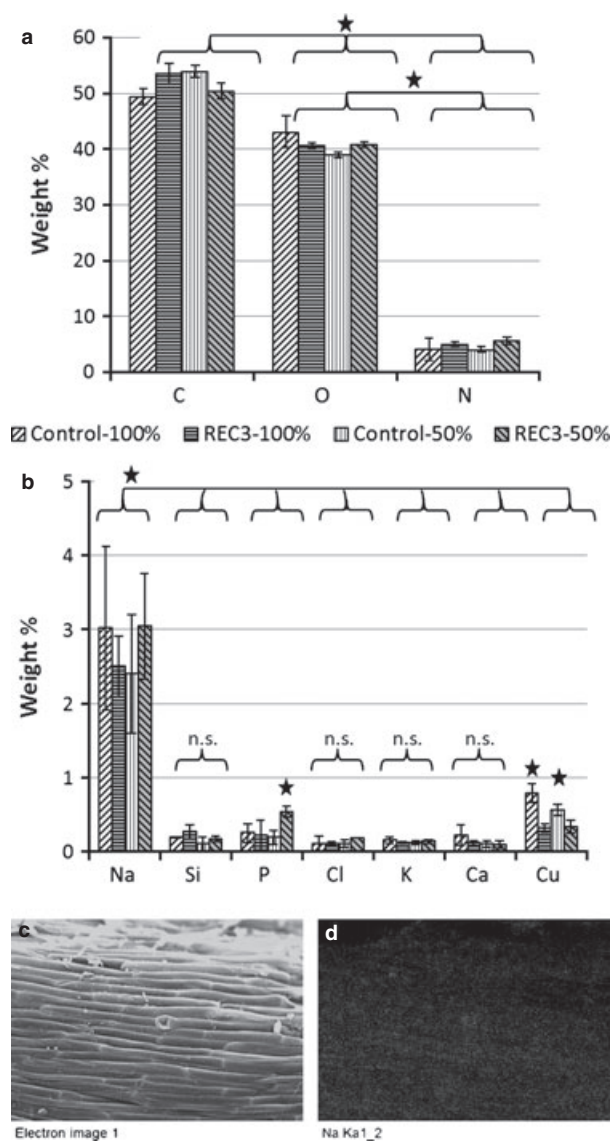 a
60
50
40
30
20
10
0
Weight %
C O N
Control-100% REC3-100% Control-50% REC3-50%
b
5
4
3
2
1
0
Weight %
n.s. n.s. n.s. n.s.
Na Si P Cl K Ca Cu
c d
Electron image 1 Na Ka1_2